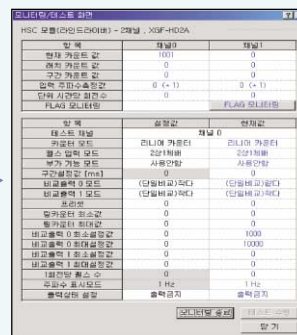 모니터링/테스트 화면
HSC 모듈(라인드라이버) - 2채널 , XGF-HD2A
항 목 채널0 채널1
현재 카운트 값 1001 0
래치 카운트 값 0 0
구간 카운트 값 0 0
입력 주파수측정값 0 (- 1) 0 (- 1)
단위 시간당 회전수 0 0
FLAG 모니터링 FLAG 모니터링
항 목 설정값 현재값
테스트 채널 채널 0
카운터 모드 리니어 카운터 리니어 카운터
펄스 입력 모드 2상1체배 2상1체배
부가 기능 모드 사용안함 사용안함
구간설정값 [ms] 0 0
비교출력 0 모드 (단일비교)작다 (단일비교)같다
비교출력 1 모드 (단일비교)작다 (단일비교)작다
프리셋 0 0
링카운터 최소값 0 0
링카운터 최대값 0 0
비교출력 0 최소설정값 0 1000
비교출력 0 최대설정값 0 10000
비교출력 1 최소설정값 0 0
비교출력 1 최대설정값 0 0
1회전당 펄스 수 0 0
주파수 표시모드 1 Hz 1 Hz
출력상태 설정 출력금지 출력금지
모니터링 종료 테스트 수행
닫 기